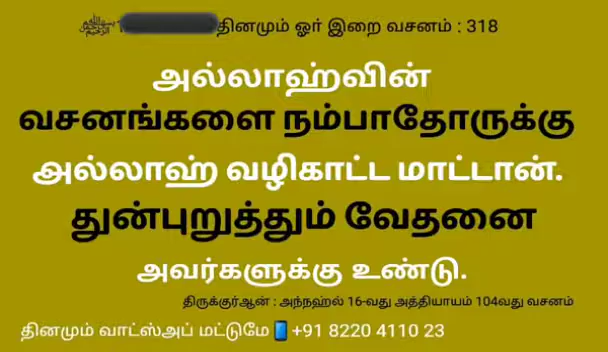 தினமும் ஓர் இறை வசனம் : 318
அல்லாஹ்வின்
வசனங்களை நம்பாதோருக்கு
அல்லாஹ் வழிகாட்ட மாட்டான்.
துன்புறுத்தும் வேதனை
அவர்களுக்கு உண்டு.
திருக்குர்ஆன் : அந்நஹ்ல் 16-வது அத்தியாயம் 104வது வசனம்
தினமும் வாட்ஸ்அப் மட்டுமே +91 8220 4110 23